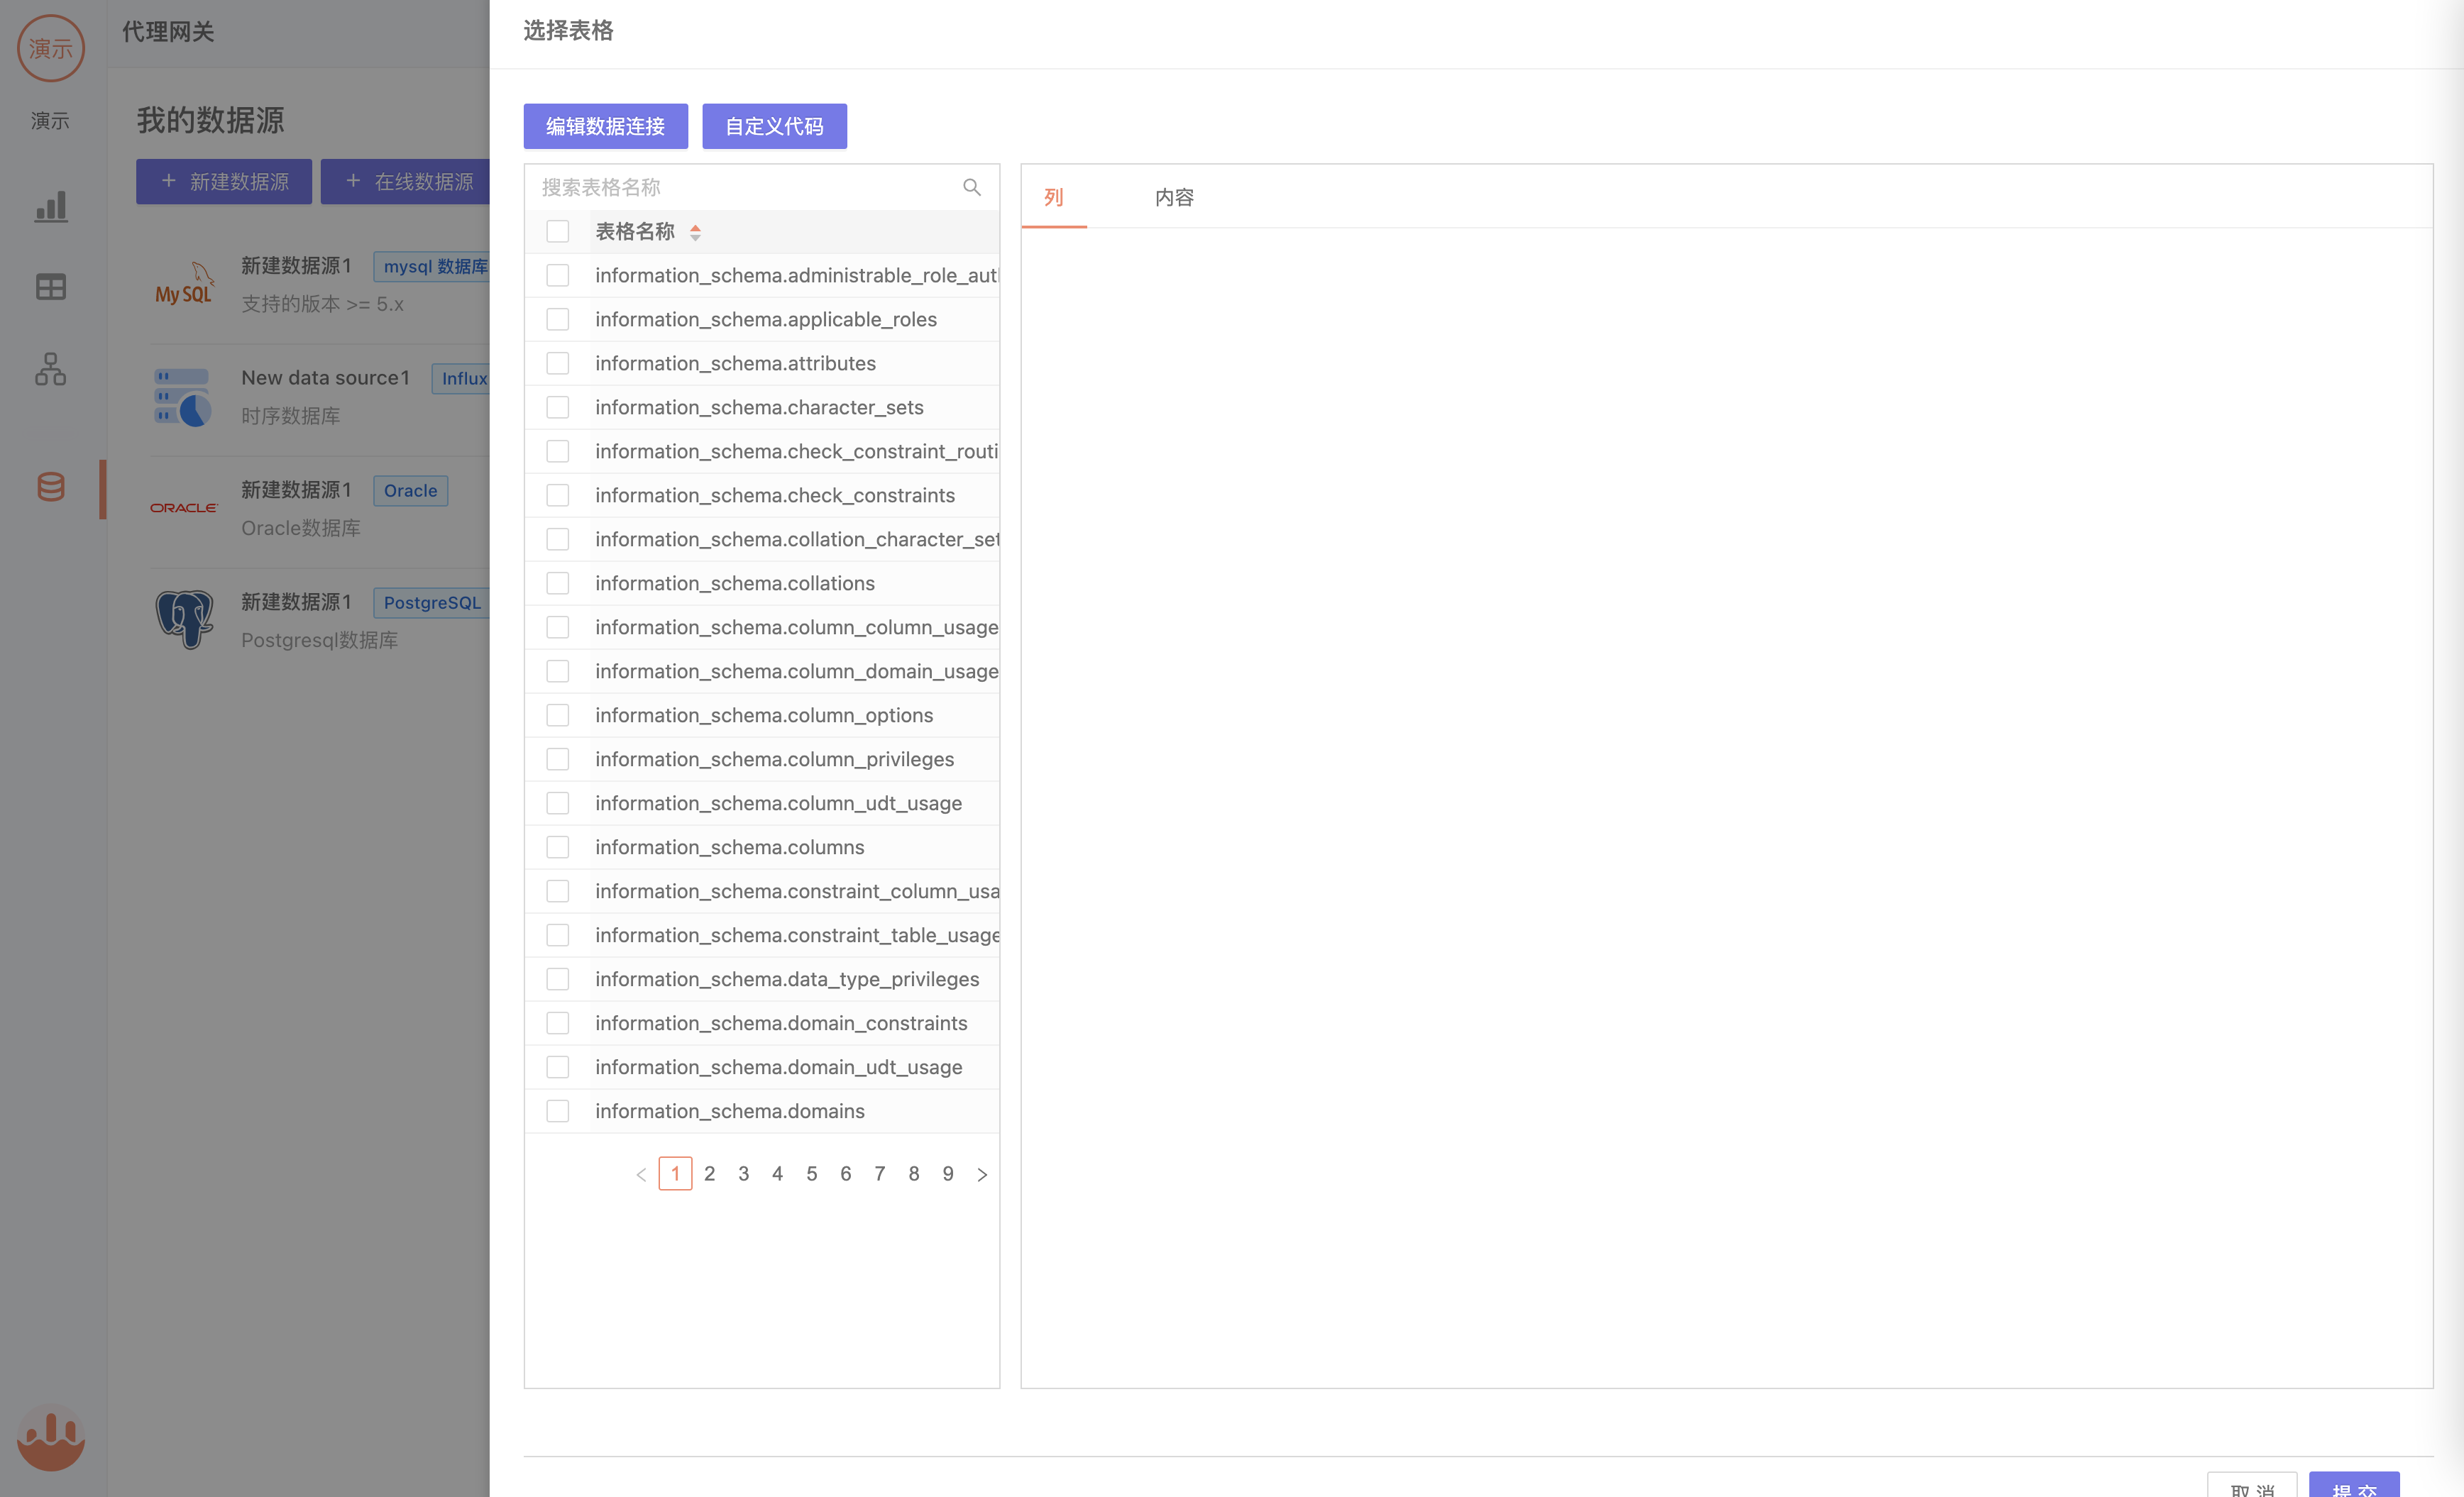 演示
代理网关
选择表格
演示
我的数据源
编辑数据连接
自定义代码
+ 新建数据源
+ 在线数据源
搜索表格名称
列
内容
表格名称
新建数据源1
mysql 数据库
MySQL
支持的版本 >= 5.x
New data source1
Influx
时序数据库
新建数据源1
Oracle
ORACLE
Oracle数据库
新建数据源1
PostgreSQL
Postgresql数据库
information_schema.administrable_role_aut
information_schema.applicable_roles
information_schema.attributes
information_schema.character_sets
information_schema.check_constraint_routi
information_schema.check_constraints
information_schema.collation_character_set
information_schema.collations
information_schema.column_column_usage
information_schema.column_domain_usage
information_schema.column_options
information_schema.column_privileges
information_schema.column_udt_usage
information_schema.columns
information_schema.constraint_column_usa
information_schema.constraint_table_usage
information_schema.data_type_privileges
information_schema.domain_constraints
information_schema.domain_udt_usage
information_schema.domains
< 1 2 3 4 5 6 7 8 9 >
取 消
提 交